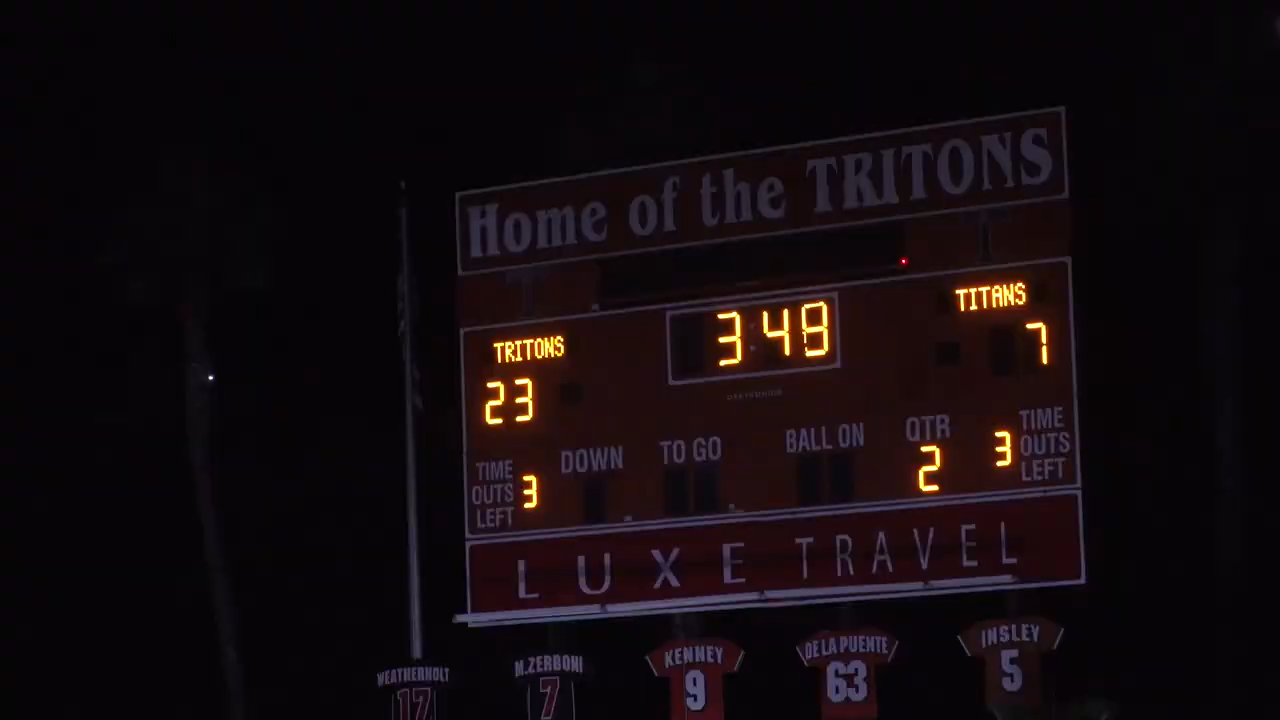 Home of the TRITONS
TRITONS
3:48
TITANS
23
7
DOWN
TO GO
BALL ON
QTR
2
TIME
OUTS
LEFT
3
3
TIME
OUTS
LEFT
LUXE TRAVEL
WEATHERHOLT
17
M.ZERBONI
7
KENNEY
9
DE LA PUENTE
63
INSLEY
5